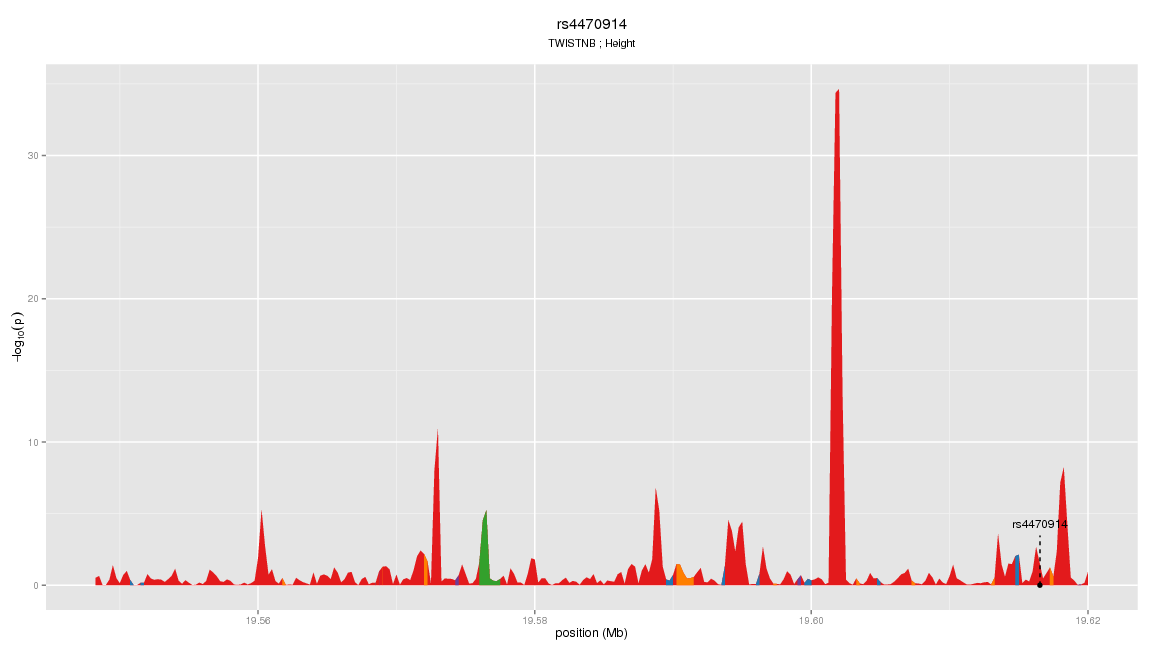 rs4470914
TWISTNB ; Height
−log10(p)
30
20
10
0
rs4470914
19.56
19.58
19.60
19.62
position (Mb)